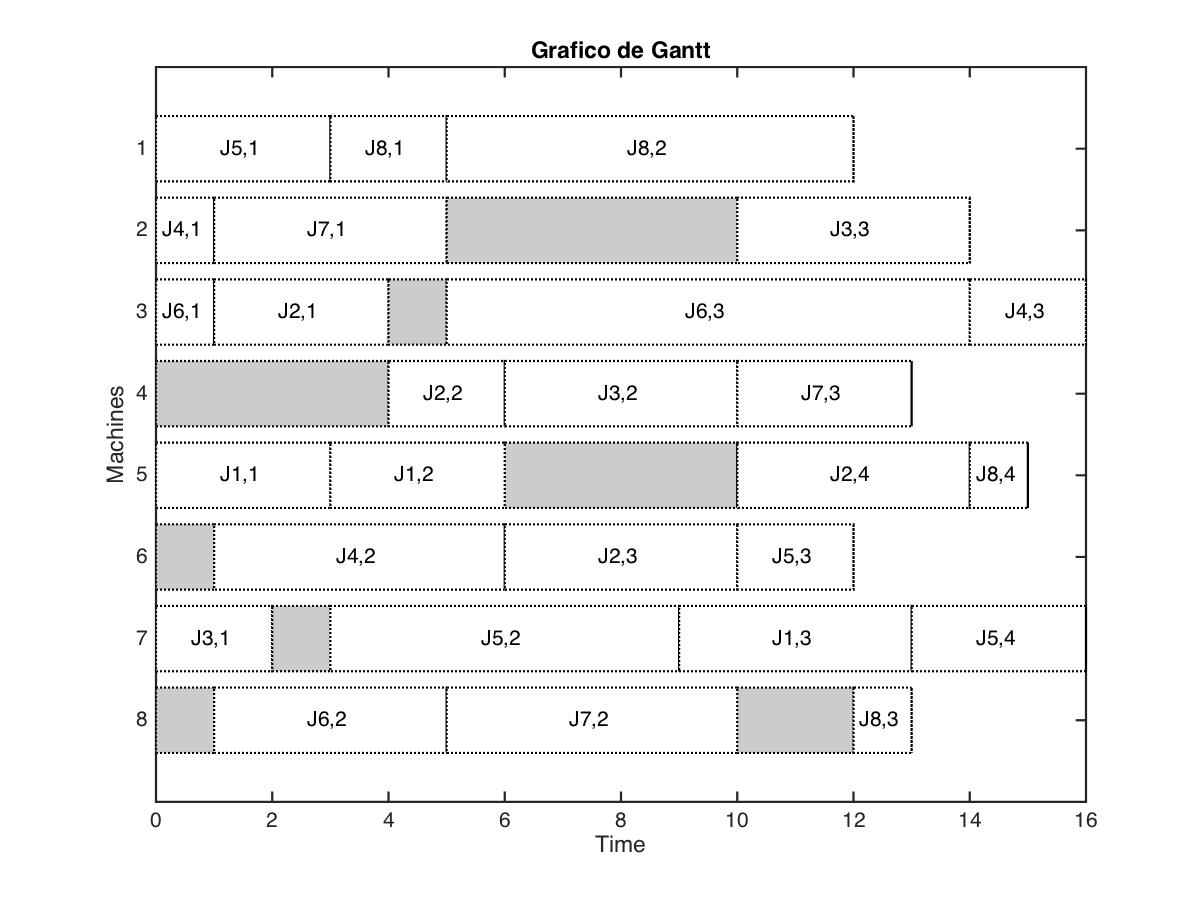 Grafico de Gantt
1 J5,1 J8,1 J8,2
2 J4,1 J7,1 J3,3
3 J6,1 J2,1 J6,3 J4,3
4 J2,2 J3,2 J7,3
Machines
5 J1,1 J1,2 J2,4 J8,4
6 J4,2 J2,3 J5,3
7 J3,1 J5,2 J1,3 J5,4
8 J6,2 J7,2 J8,3
0 2 4 6 8 10 12 14 16
Time